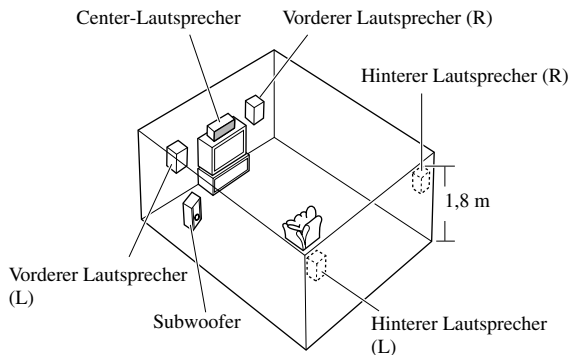 Center-Lautsprecher
Vorderer Lautsprecher (R)
Hinterer Lautsprecher (R)
1,8 m
Vorderer Lautsprecher
(L)
Subwoofer
Hinterer Lautsprecher
(L)